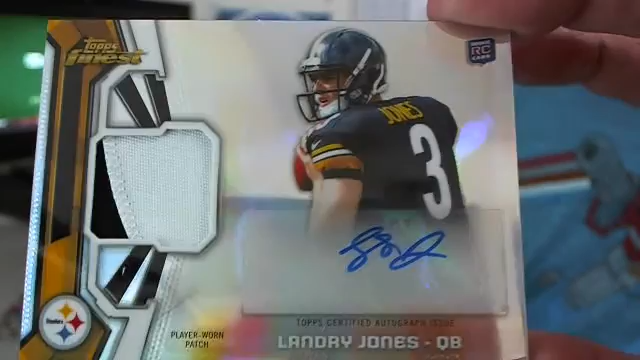 Topps
finest
RC
JONES
3
TOPPS CERTIFIED AUTOGRAPH ISSUE
PLAYER-WORN
PATCH
LANDRY JONES - QB